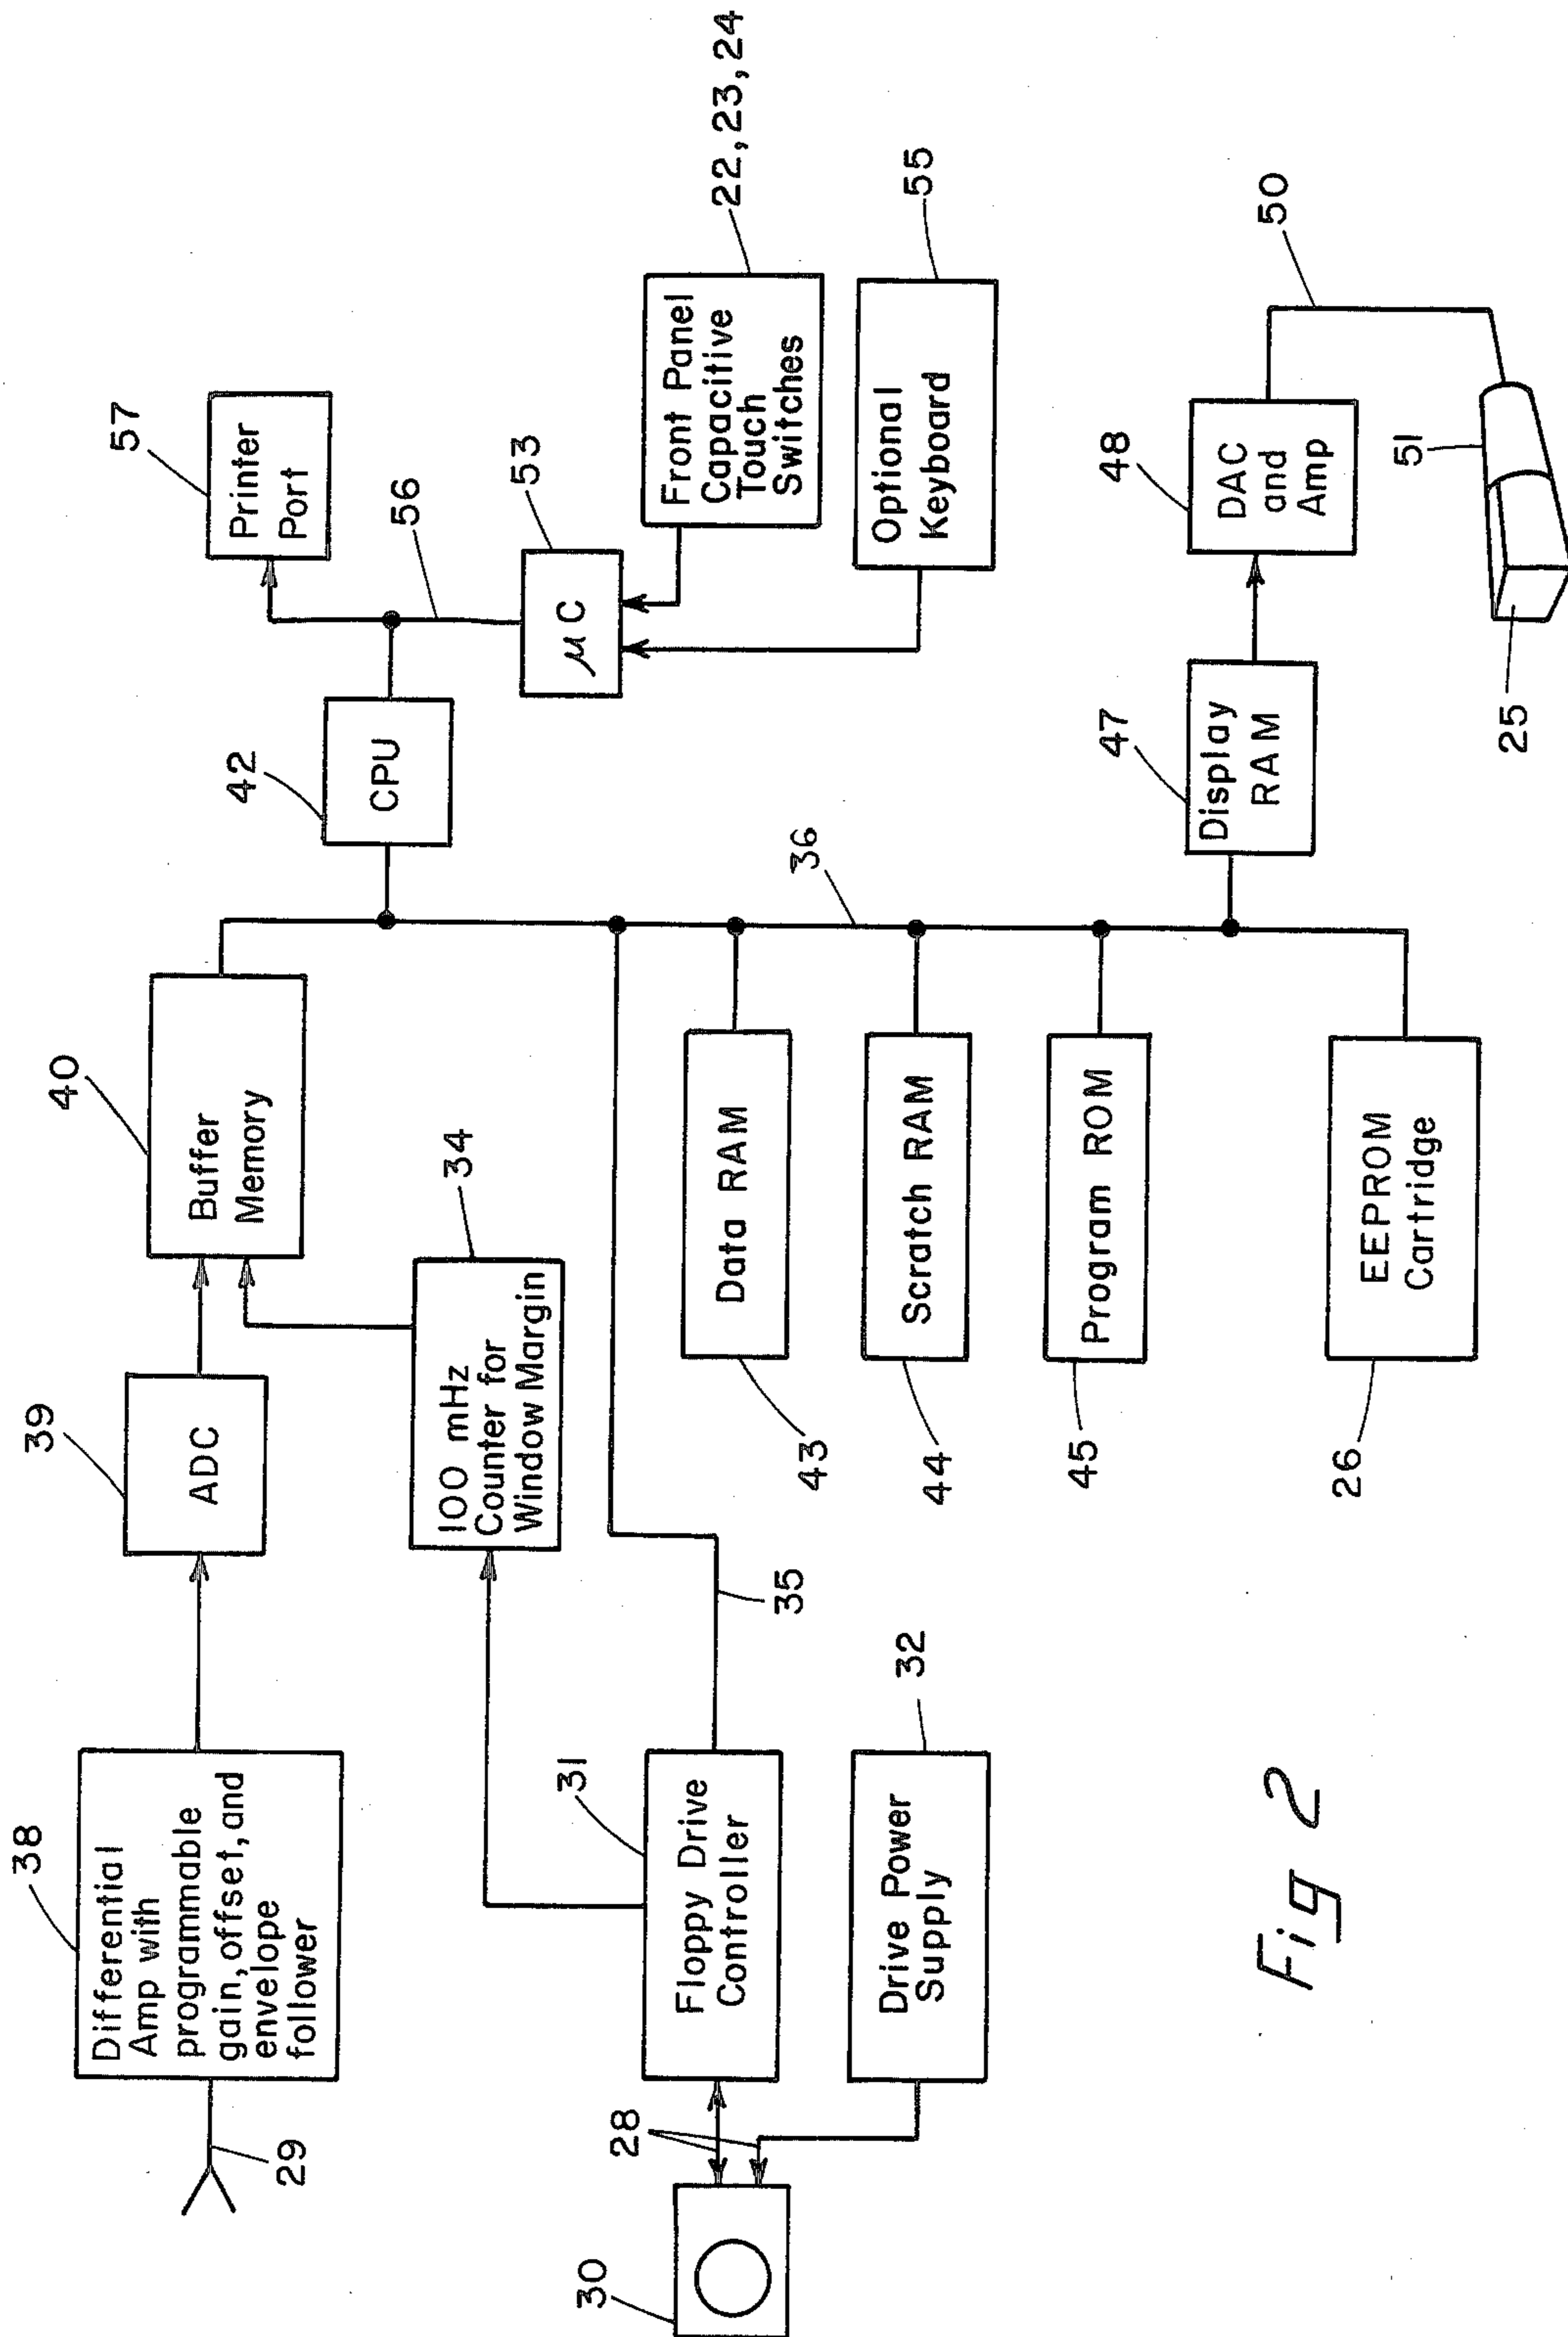 38
Differential
Amp with
programmable
gain, offset, and
envelope
follower
29
39
ADC
40
Buffer
Memory
42
CPU
57
Printer
Port
56
53
μC
22, 23, 24
Front Panel
Capacitive
Touch
Switches
55
Optional
Keyboard
34
100 mHz
Counter for
Window Margin
31
Floppy Drive
Controller
28
30
35
32
Drive Power
Supply
36
Data RAM
43
Scratch RAM
44
Program ROM
45
EEPROM
Cartridge
26
47
Display
RAM
48
DAC
and
Amp
50
51
25
Fig 2